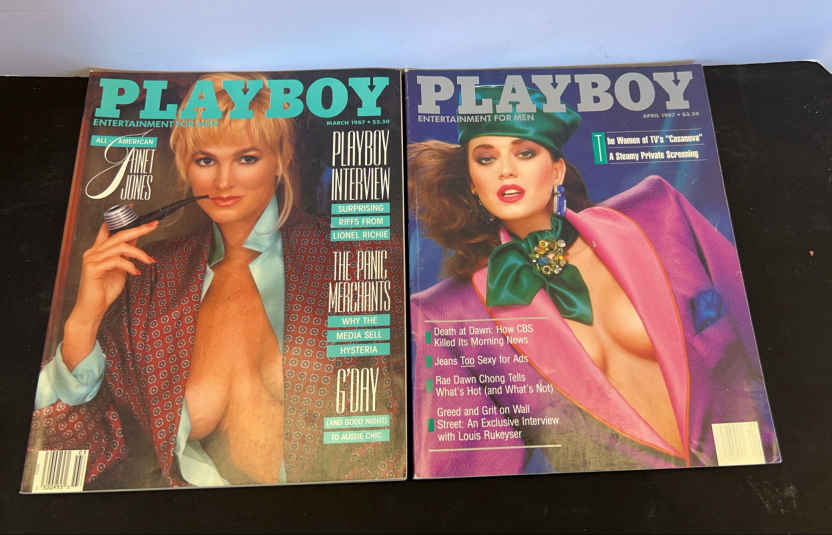 PLAYBOY
ENTERTAINMENT FOR MEN
MARCH 1987 • $3.50
ALL AMERICAN
JANET
JONES
PLAYBOY
INTERVIEW
SURPRISING
RIFFS FROM
LIONEL RICHIE
THE PANIC
MERCHANTS
WHY THE
MEDIA SELL
HYSTERIA
G'DAY
(AND GOOD NIGHT)
TO AUSSIE CHIC
PLAYBOY
ENTERTAINMENT FOR MEN
APRIL 1987 • $3.50
The Women of TV's "Casanova"
A Steamy Private Screening
Death at Dawn: How CBS
Killed Its Morning News
Jeans Too Sexy for Ads
Rae Dawn Chong Tells
What's Hot (and What's Not)
Greed and Grit on Wall
Street: An Exclusive Interview
with Louis Rukeyser